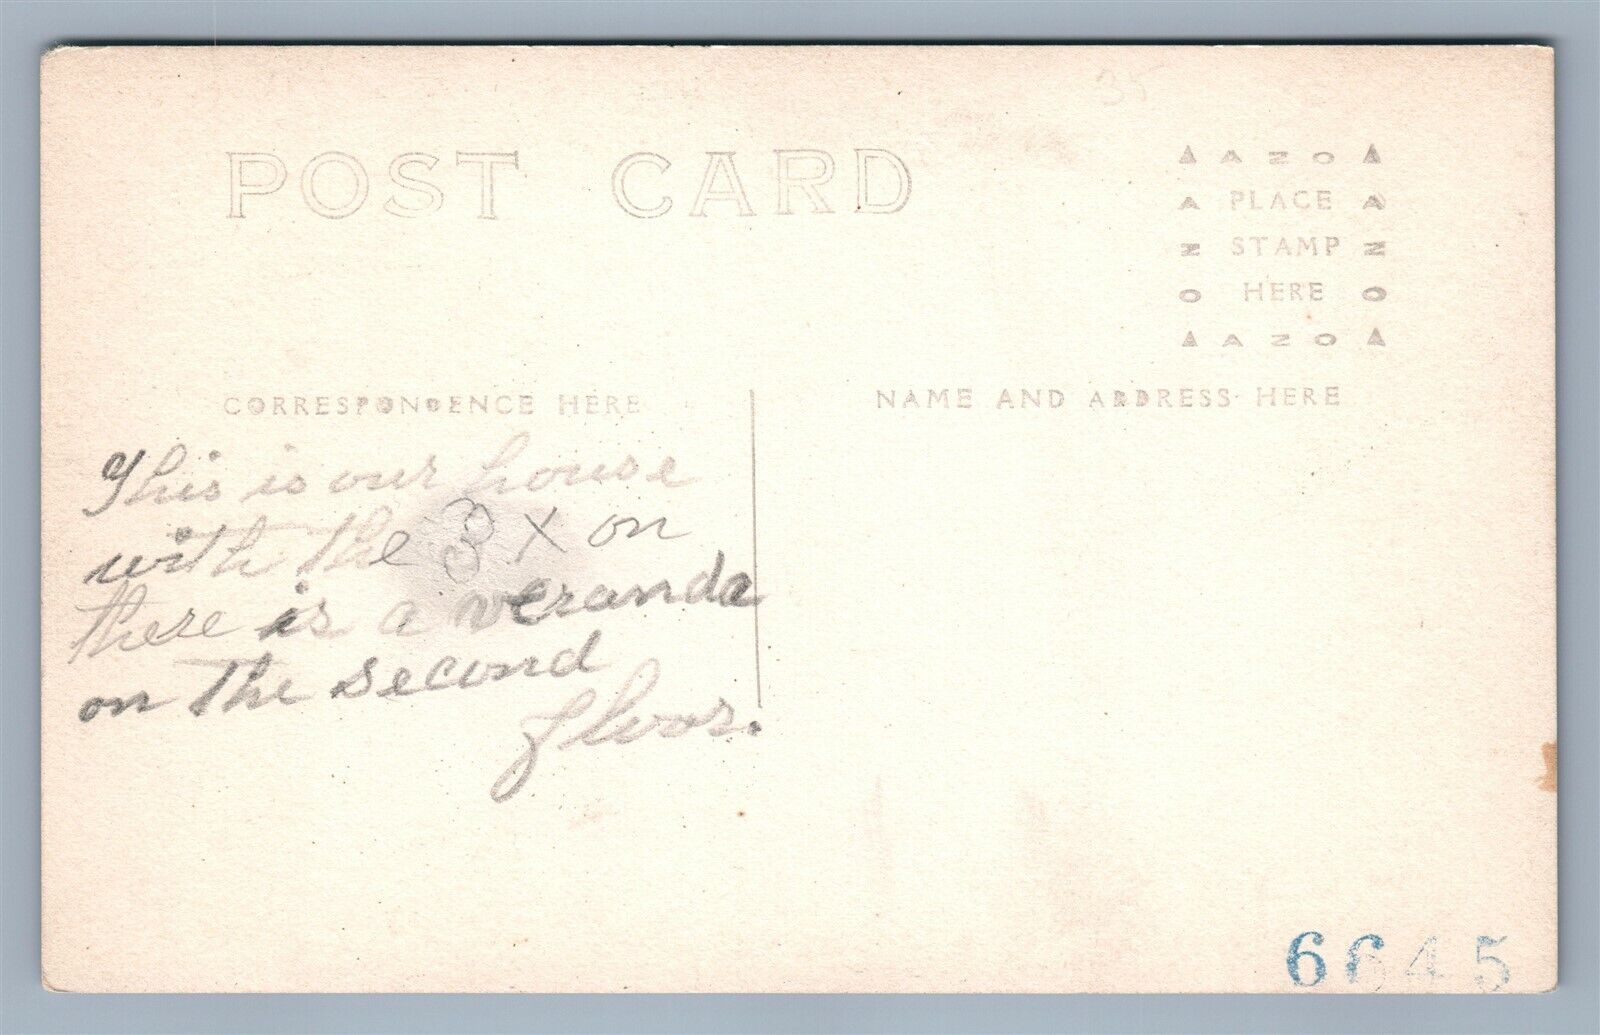 35
POST CARD
AZO
PLACE
STAMP
HERE
AZO
CORRESPONDENCE HERE
NAME AND ADDRESS HERE
This is our house
with the 3 X on
there is a veranda
on the second
floor.
6645